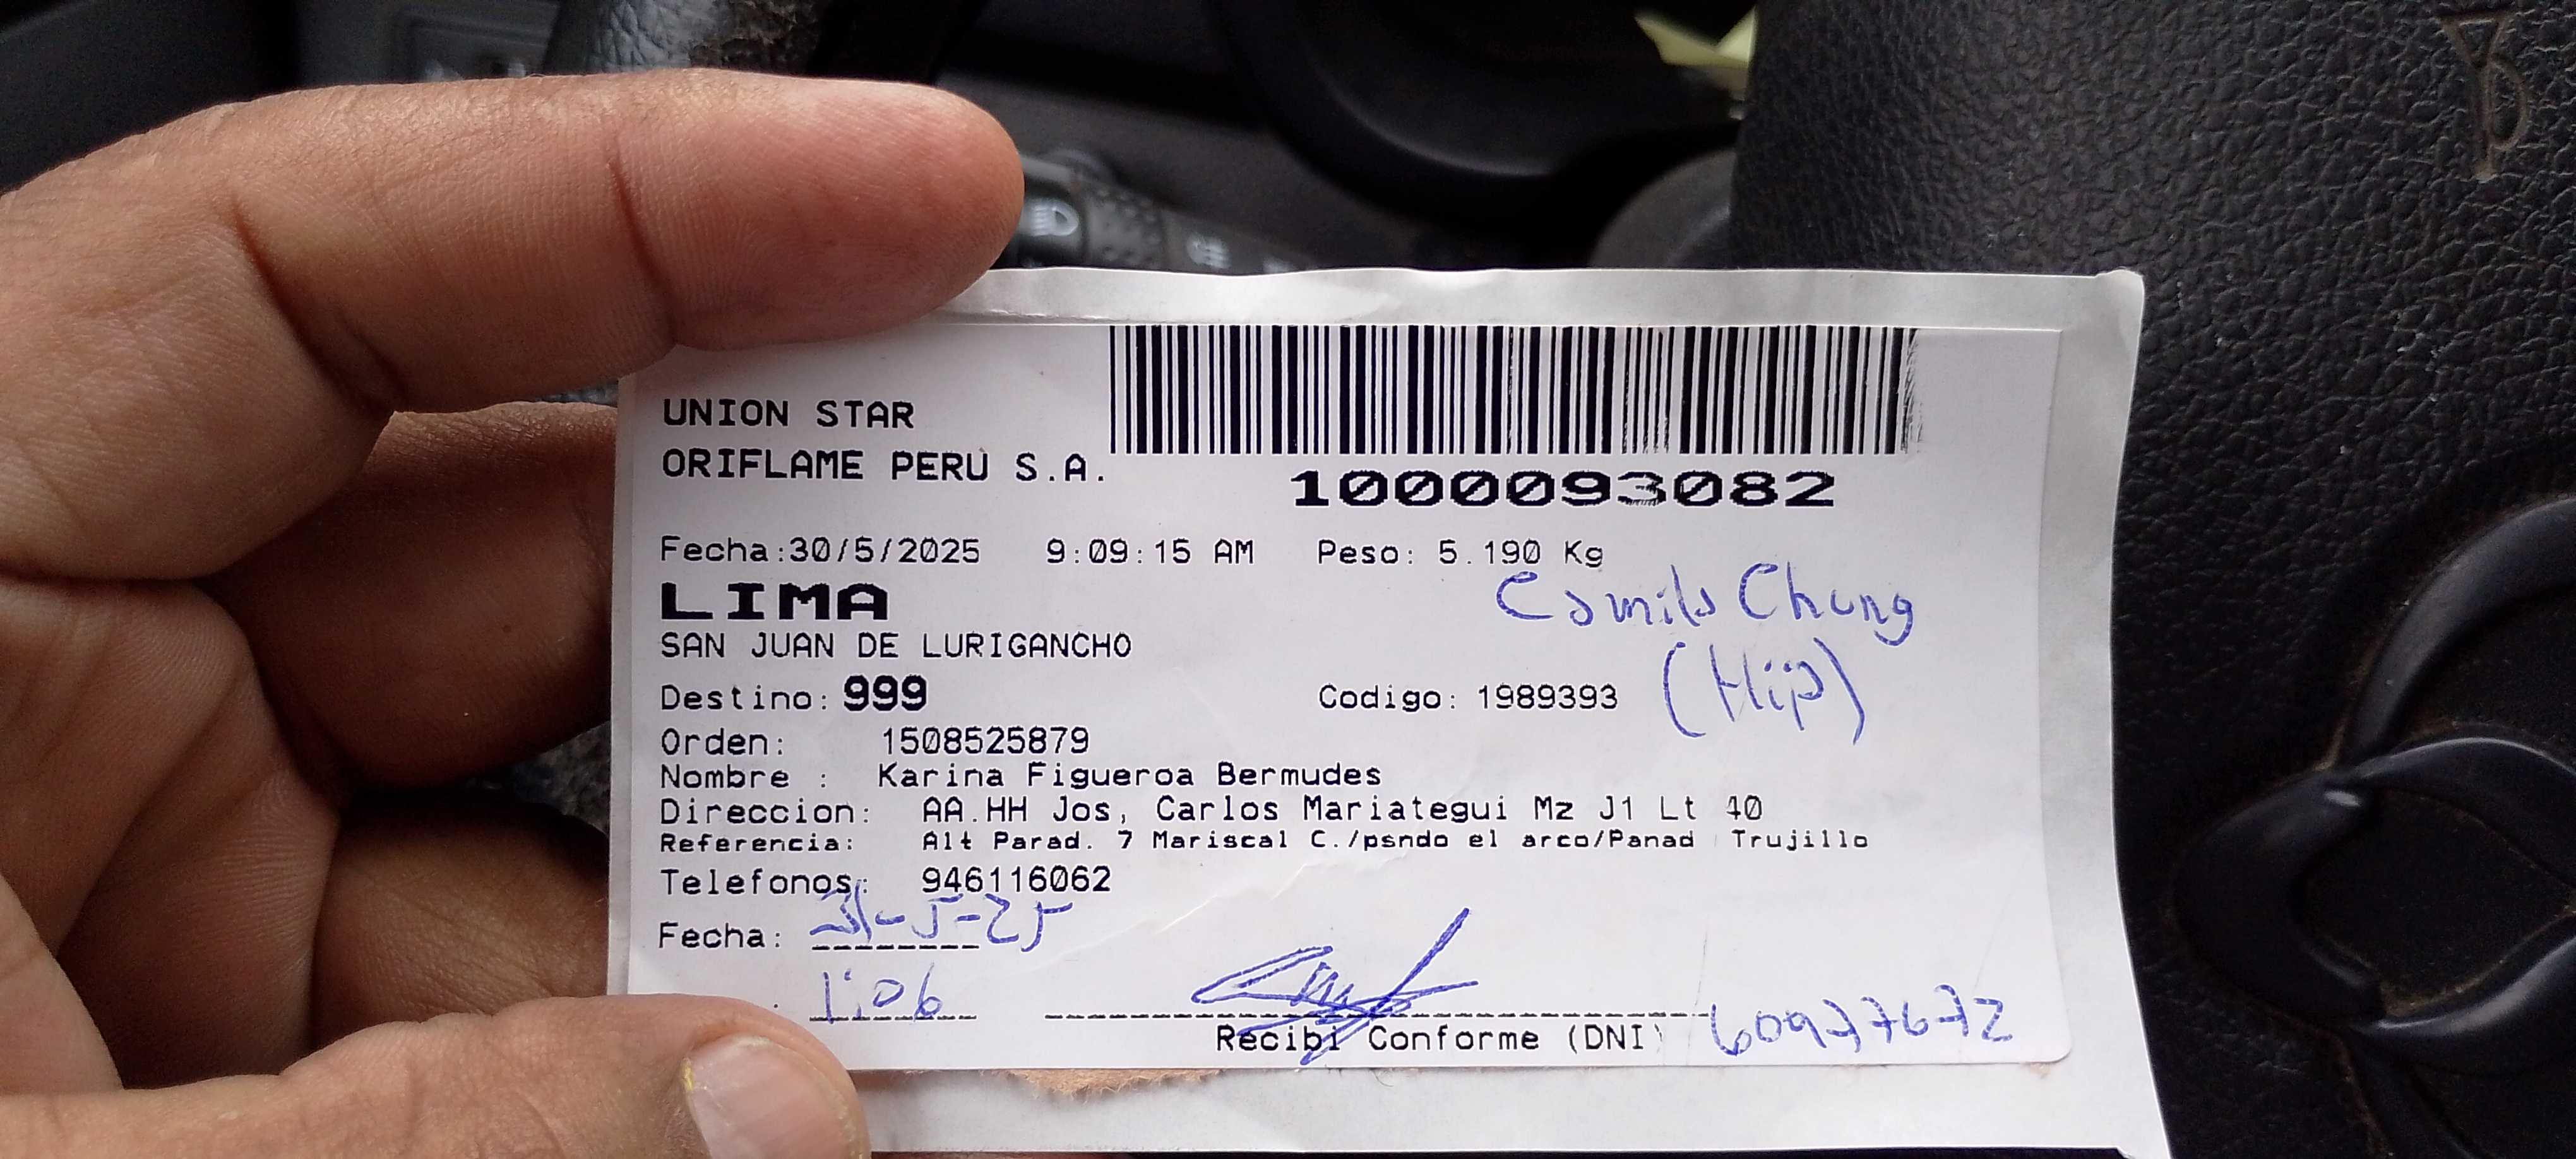 UNION STAR
ORIFLAME PERU S.A.
1000093082
Fecha:30/5/2025 9:09:15 AM Peso: 5.190 Kg
LIMA
Camilo Chung
SAN JUAN DE LURIGANCHO
(Hijo)
Destino: 999 Codigo: 1989393
Orden: 1508525879
Nombre : Karina Figueroa Bermudes
Direccion: AA.HH Jos, Carlos Mariategui Mz J1 Lt 40
Referencia: Alt Parad. 7 Mariscal C./psndo el arco/Panad Trujillo
Telefonos: 946116062
Fecha: 31-5-25
1:06
Recibi Conforme (DNI) 60977672